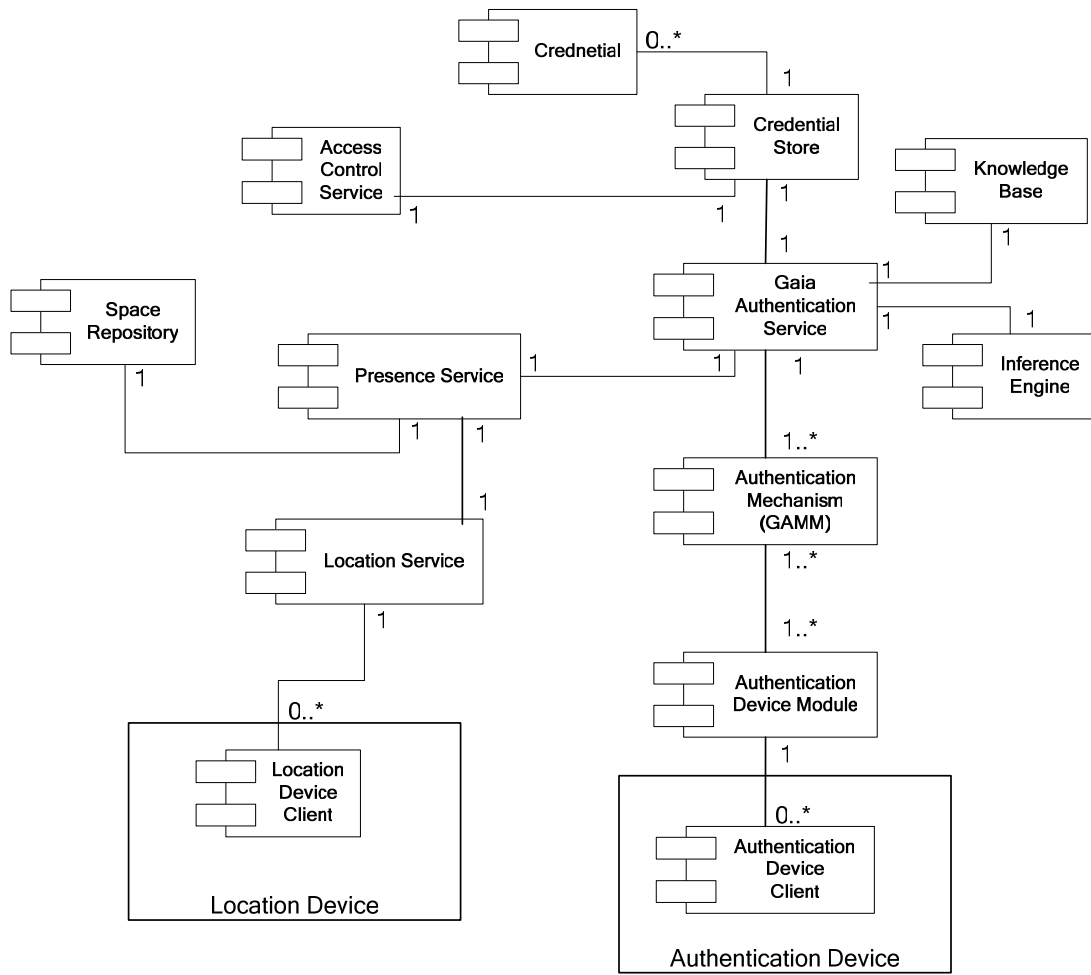 Crednetial
0..*
1
Credential
Store
Access
Control
Service
1
1
1
Knowledge
Base
1
1
Gaia
Authentication
Service
1
1
1
Inference
Engine
Space
Repository
1
Presence Service
1
1
1
1
1
1..*
Authentication
Mechanism
(GAMM)
1..*
1
Location Service
1
1..*
Authentication
Device Module
1
0..*
Location
Device
Client
Location Device
0..*
Authentication
Device
Client
Authentication Device